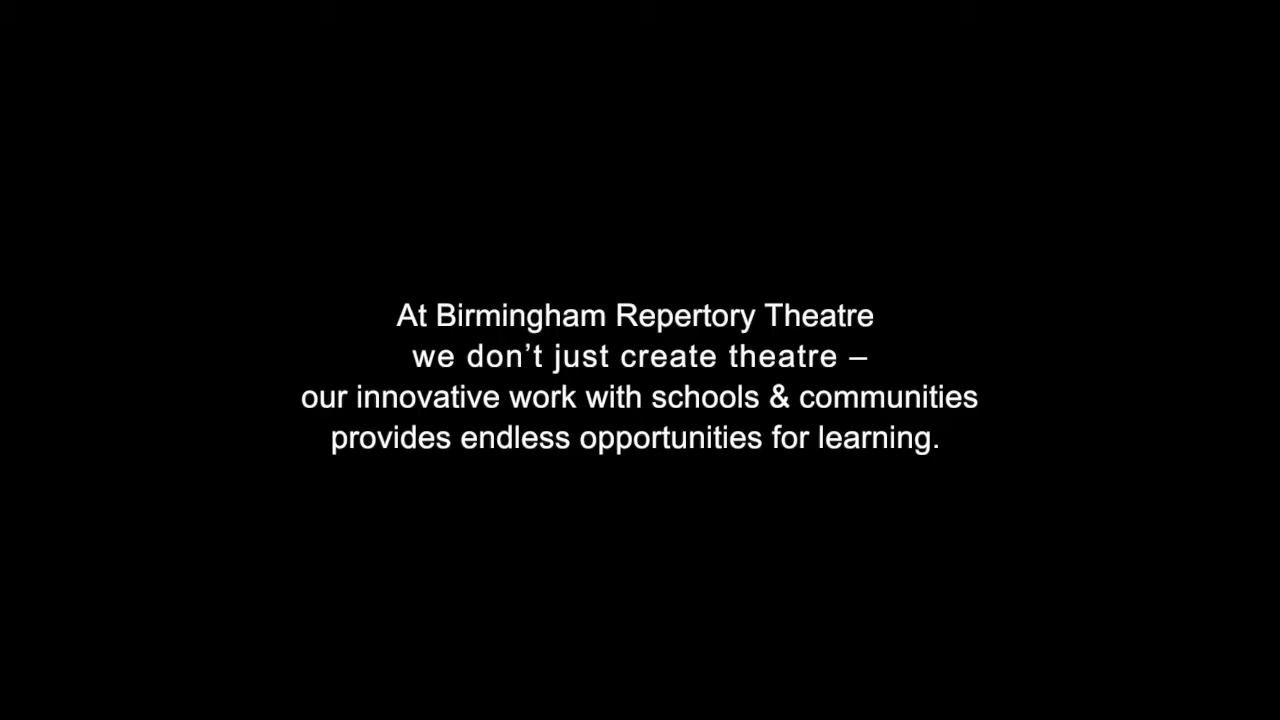 At Birmingham Repertory Theatre
we don’t just create theatre –
our innovative work with schools & communities
provides endless opportunities for learning.